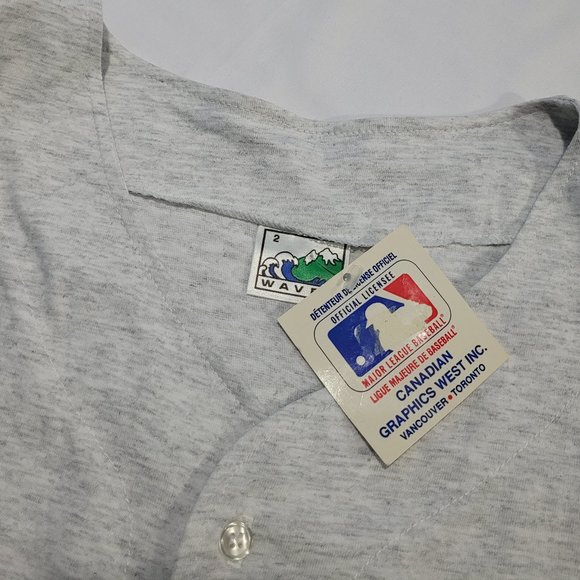 2
DÉTENTEUR DE LICENSE OFFICIEL
OFFICIAL LICENSEE
MAJOR LEAGUE BASEBALL®
LIGUE MAJEURE DE BASEBALL®
CANADIAN
GRAPHICS WEST INC.
VANCOUVER • TORONTO